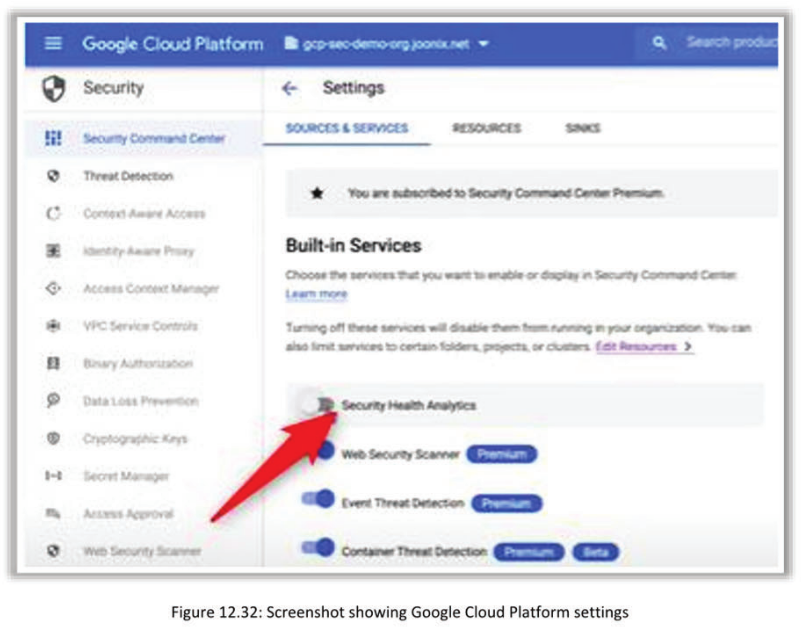 Google Cloud Platform
gcp-sec-demo-org.joonix.net
Search product
Security
Settings
Security Command Center
SOURCES & SERVICES
RESOURCES
SINKS
Threat Detection
You are subscribed to Security Command Center Premium.
Context-Aware Access
Identity-Aware Proxy
Built-in Services
Choose the services that you want to enable or display in Security Command Center.
Access Context Manager
Learn more
VPC Service Controls
Turning off these services will disable them from running in your organization. You can
also limit services to certain folders, projects, or clusters. Edit Resources
Binary Authorization
Data Loss Prevention
Security Health Analytics
Cryptographic Keys
Web Security Scanner Premium
Secret Manager
Event Threat Detection Premium
Access Approval
Web Security Scanner
Container Threat Detection Premium Beta
Figure 12.32: Screenshot showing Google Cloud Platform settings